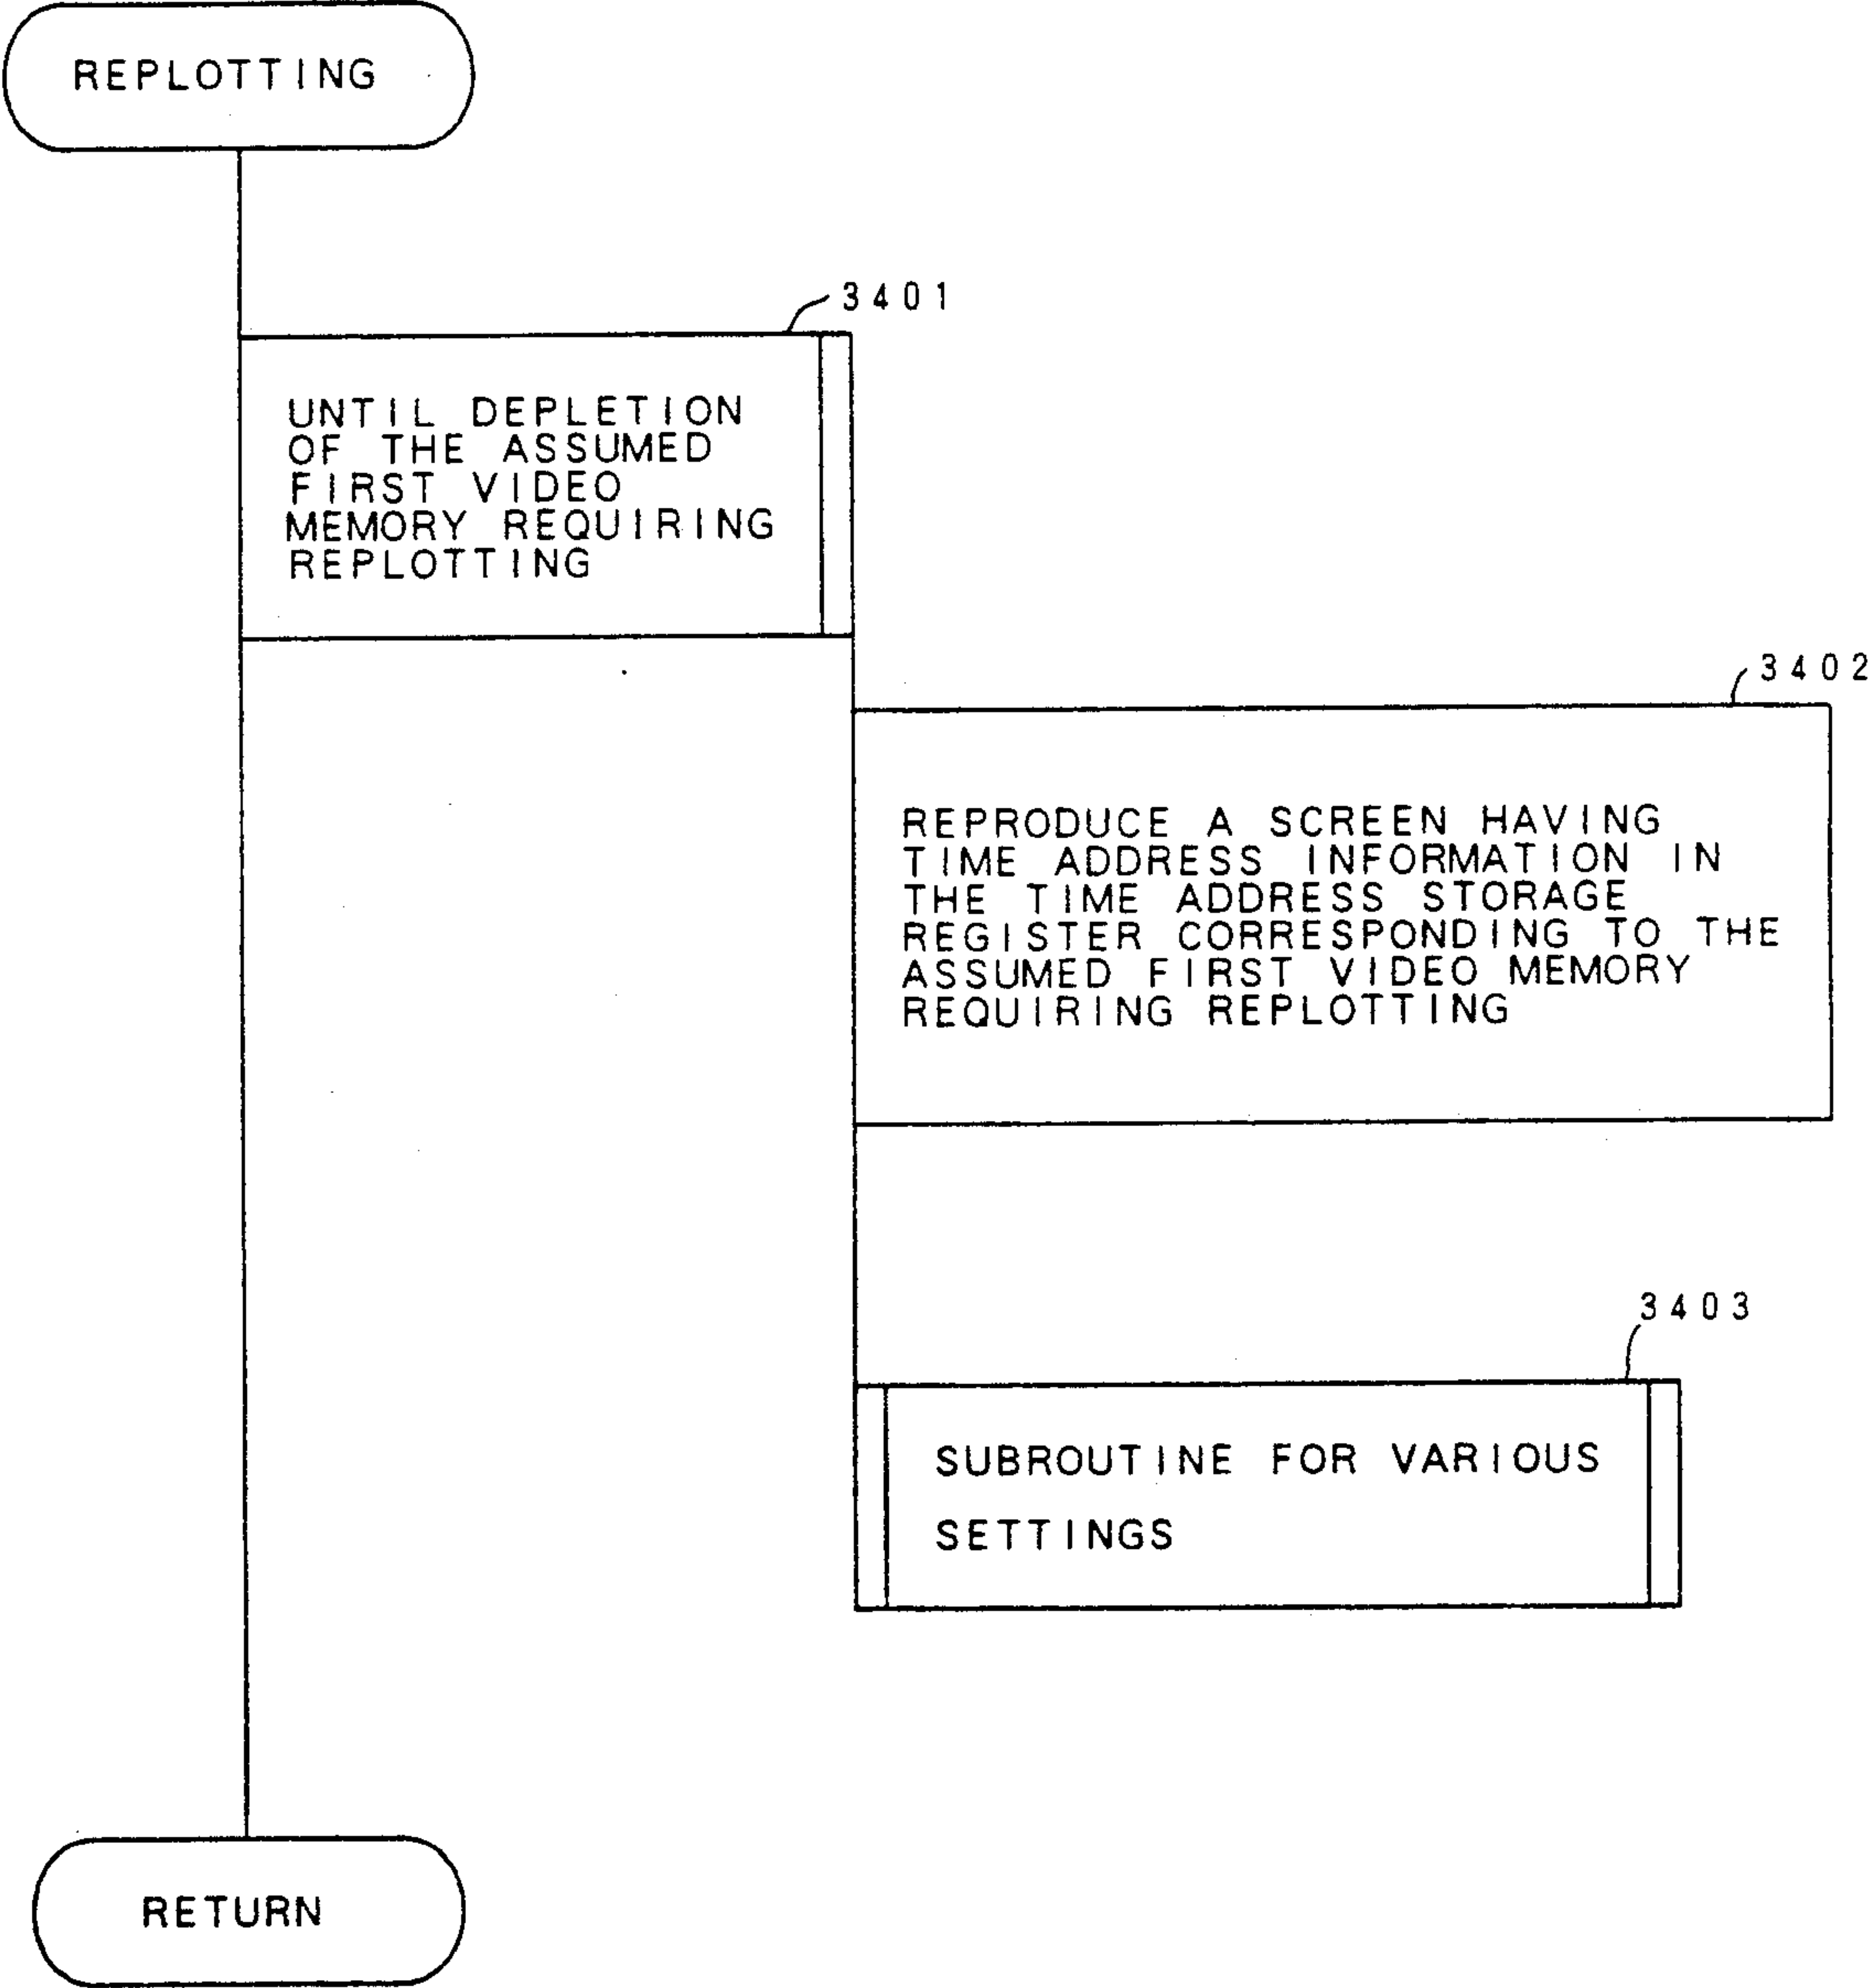 REPLOTTING
3401
UNTIL DEPLETION
OF THE ASSUMED
FIRST VIDEO
MEMORY REQUIRING
REPLOTTING
3402
REPRODUCE A SCREEN HAVING
TIME ADDRESS INFORMATION IN
THE TIME ADDRESS STORAGE
REGISTER CORRESPONDING TO THE
ASSUMED FIRST VIDEO MEMORY
REQUIRING REPLOTTING
3403
SUBROUTINE FOR VARIOUS
SETTINGS
RETURN